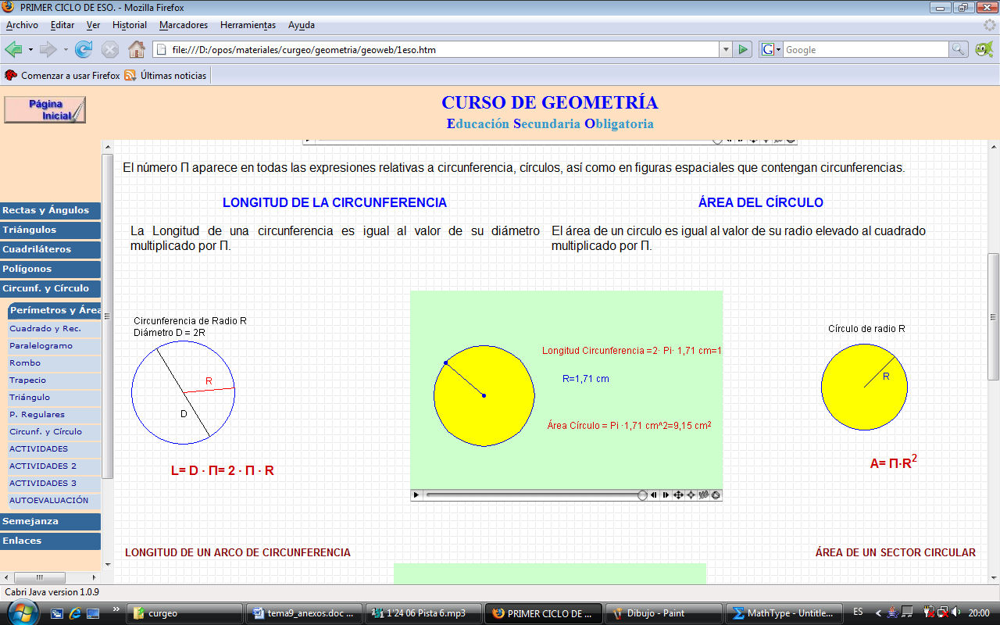 PRIMER CICLO DE ESO. - Mozilla Firefox
Archivo Editar Ver Historial Marcadores Herramientas Ayuda
file:///D:/opos/materiales/curgeo/geometria/geoweb/1eso.htm
Google
Comenzar a usar Firefox Últimas noticias
Página Inicial
CURSO DE GEOMETRÍA
Educación Secundaria Obligatoria
Rectas y Ángulos
Triángulos
Cuadriláteros
Polígonos
Circunf. y Círculo
Perímetros y Área
Cuadrado y Rec.
Paralelogramo
Rombo
Trapecio
Triángulo
P. Regulares
Circunf. y Círculo
ACTIVIDADES
ACTIVIDADES 2
ACTIVIDADES 3
AUTOEVALUACIÓN
Semejanza
Enlaces
El número Π aparece en todas las expresiones relativas a circunferencia, círculos, así como en figuras espaciales que contengan circunferencias.
LONGITUD DE LA CIRCUNFERENCIA
La Longitud de una circunferencia es igual al valor de su diámetro
multiplicado por Π.
ÁREA DEL CÍRCULO
El área de un circulo es igual al valor de su radio elevado al cuadrado
multiplicado por Π.
Circunferencia de Radio R
Diámetro D = 2R
R
D
L= D · Π= 2 · Π · R
Longitud Circunferencia =2· Pi· 1,71 cm=1
R=1,71 cm
Área Círculo = Pi ·1,71 cm^2=9,15 cm²
Círculo de radio R
R
A= Π·R²
LONGITUD DE UN ARCO DE CIRCUNFERENCIA
ÁREA DE UN SECTOR CIRCULAR
Cabri Java version 1.0.9
curgeo
tema9_anexos.doc ...
1'24 06 Pista 6.mp3
PRIMER CICLO DE ...
Dibujo - Paint
MathType - Untitle...
ES
20:00